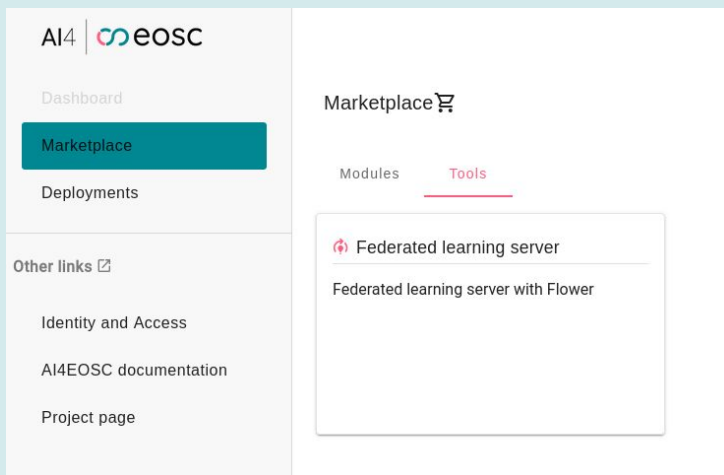 AI4 eosc
Dashboard
Marketplace
Deployments
Other links
Identity and Access
AI4EOSC documentation
Project page
Marketplace
Modules Tools
Federated learning server
Federated learning server with Flower